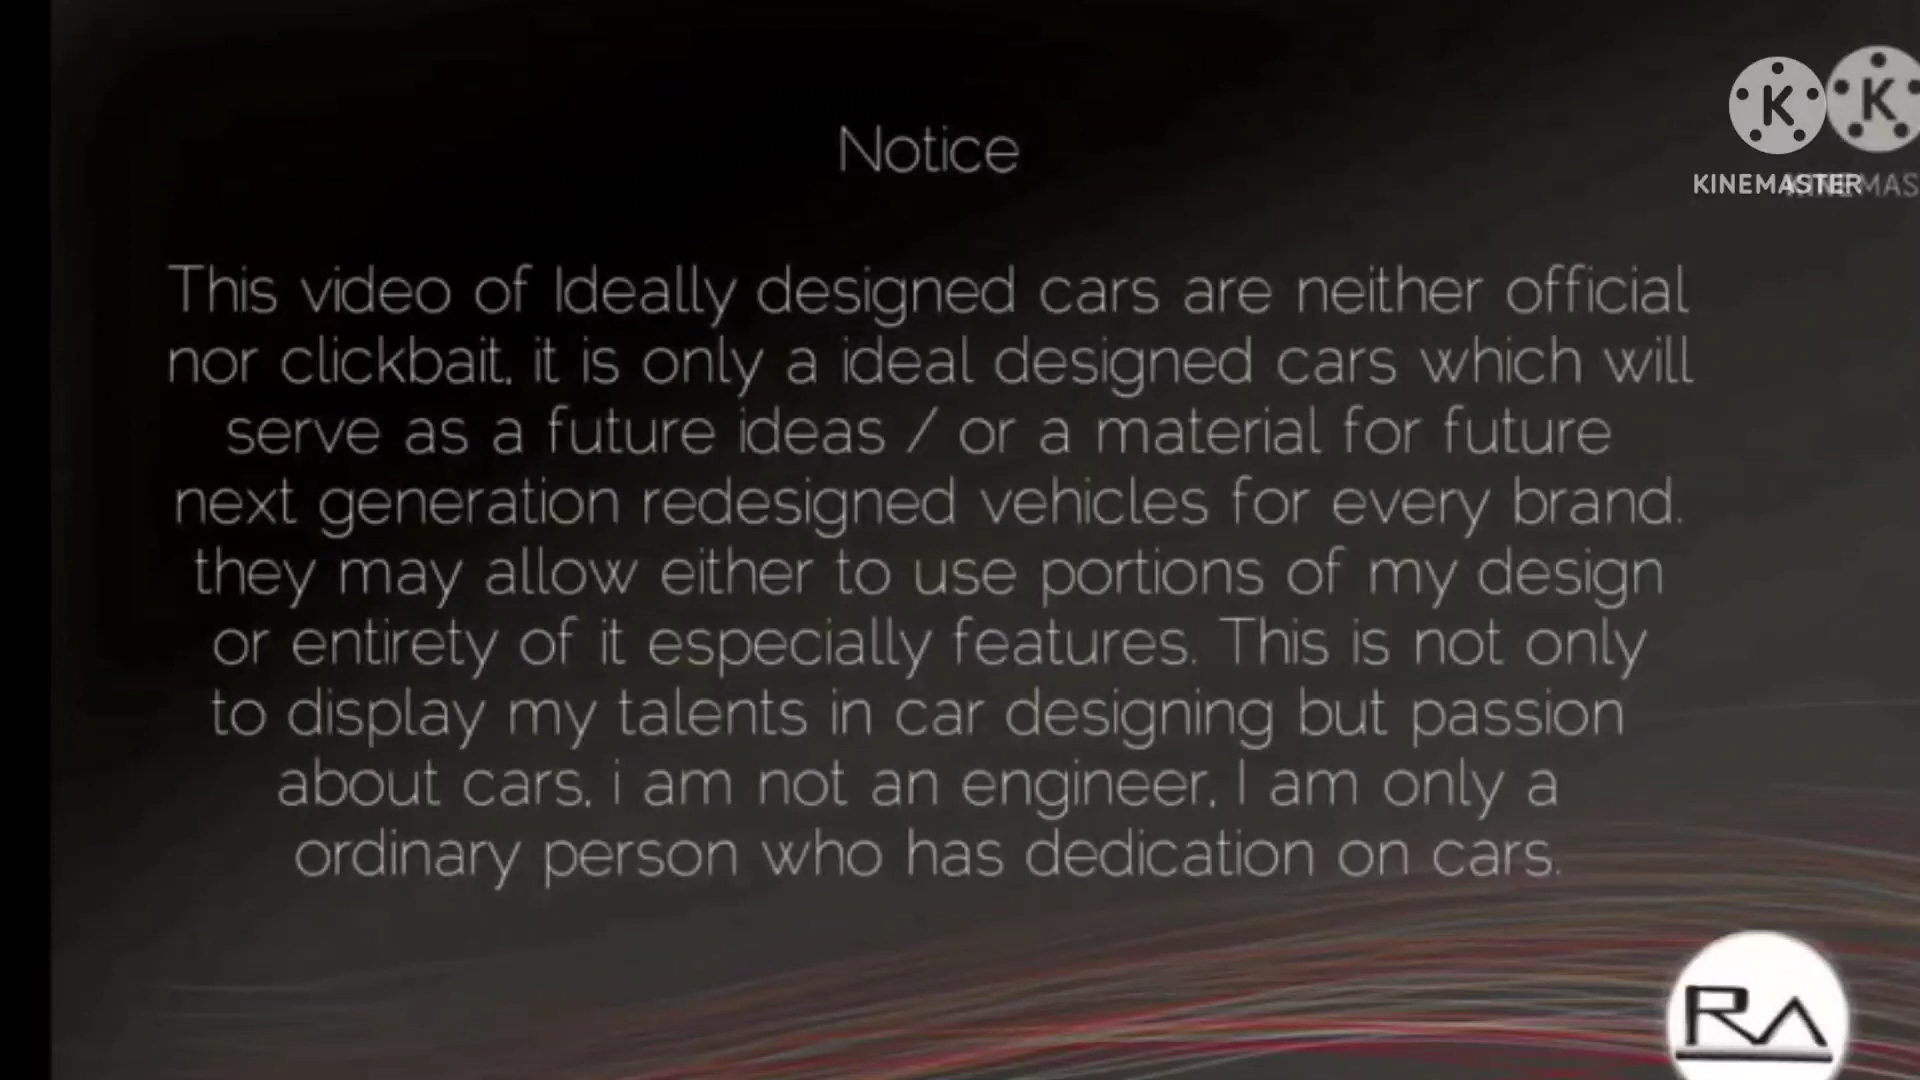 Notice
KINEMASTER
This video of Ideally designed cars are neither official
nor clickbait, it is only a ideal designed cars which will
serve as a future ideas / or a material for future
next generation redesigned vehicles for every brand.
they may allow either to use portions of my design
or entirety of it especially features. This is not only
to display my talents in car designing but passion
about cars, i am not an engineer, I am only a
ordinary person who has dedication on cars.
RA